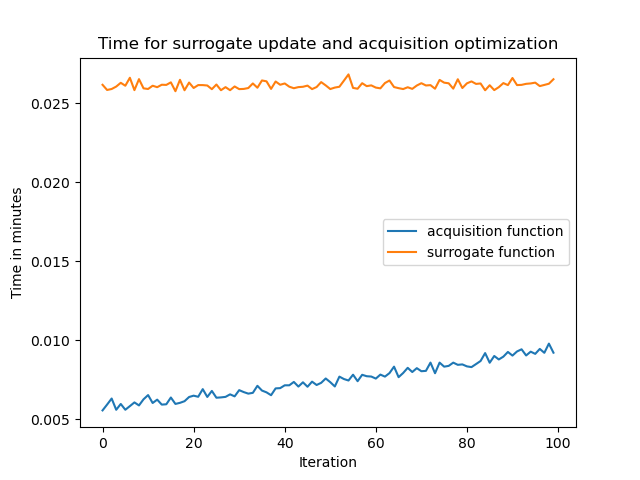 Time for surrogate update and acquisition optimization
Time in minutes
0.025
0.020
0.015
0.010
0.005
acquisition function
surrogate function
0 20 40 60 80 100
Iteration